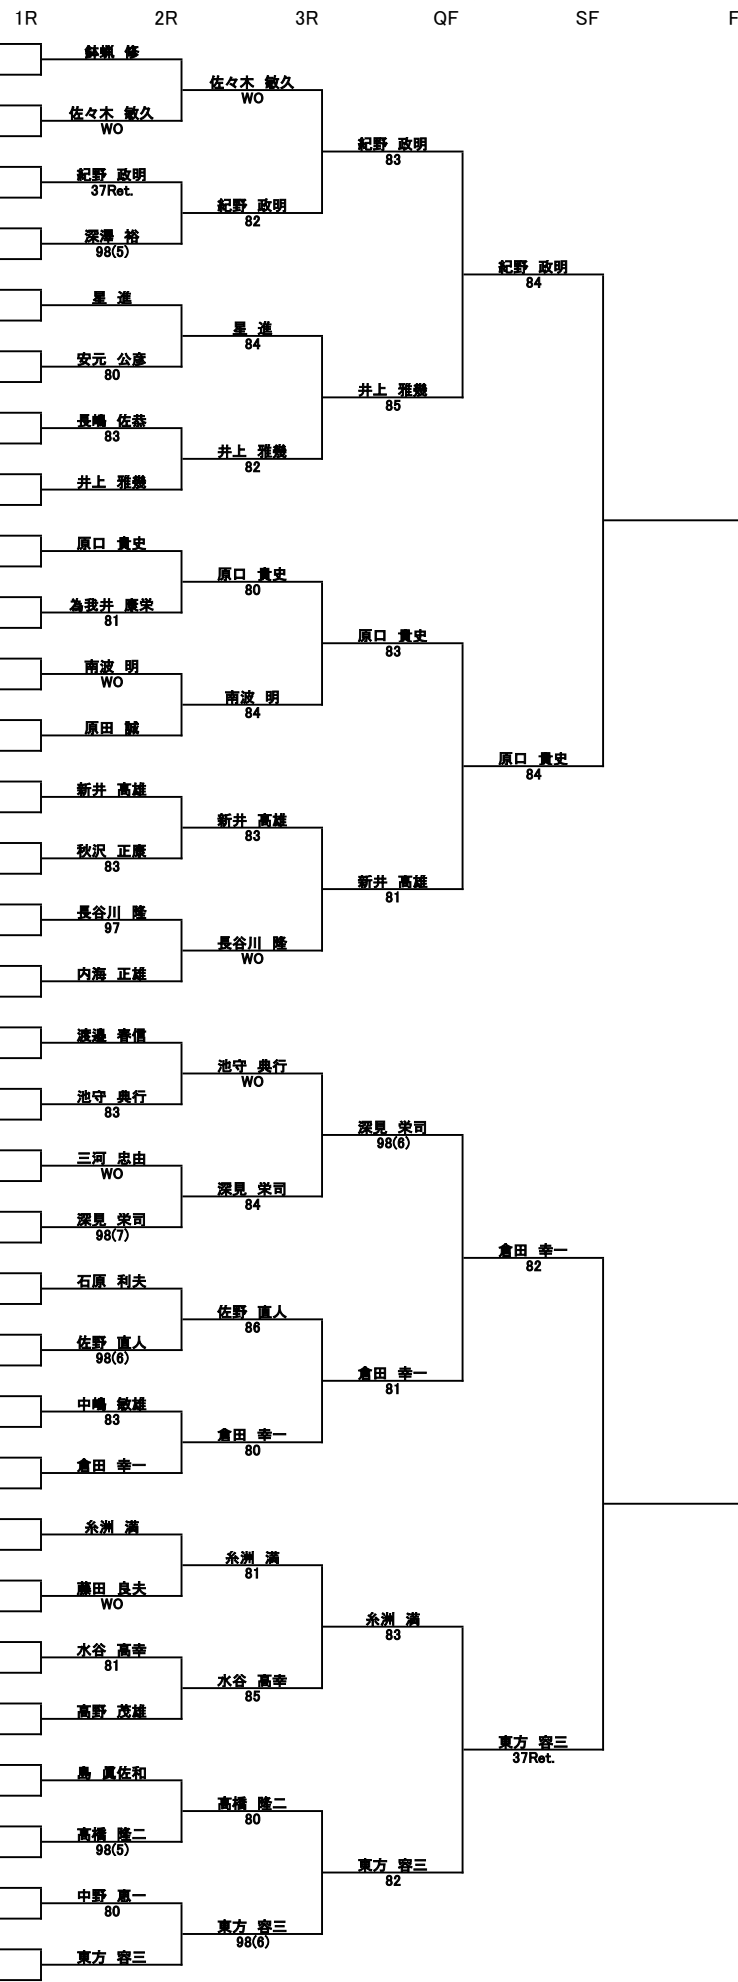 1R 2R 3R QF SF F
鉢蝋 修
佐々木 敏久
WO
佐々木 敏久
WO
紀野 政明
83
紀野 政明
37Ret.
紀野 政明
82
深澤 裕
98(5)
紀野 政明
84
星 進
星 進
84
安元 公彦
80
井上 雅幾
85
長嶋 佐恭
83
井上 雅幾
82
井上 雅幾
原口 貴史
原口 貴史
80
為我井 康栄
81
原口 貴史
83
南波 明
WO
南波 明
84
原田 誠
原口 貴史
84
新井 高雄
新井 高雄
83
秋沢 正康
83
新井 高雄
81
長谷川 隆
97
長谷川 隆
WO
内海 正雄
渡邉 春信
池守 典行
WO
池守 典行
83
深見 栄司
98(6)
三河 忠由
WO
深見 栄司
84
深見 栄司
98(7)
倉田 幸一
82
石原 利夫
佐野 直人
86
佐野 直人
98(6)
倉田 幸一
81
中嶋 敏雄
83
倉田 幸一
80
倉田 幸一
糸洲 満
糸洲 満
81
藤田 良夫
WO
糸洲 満
83
水谷 高幸
81
水谷 高幸
85
高野 茂雄
東方 容三
37Ret.
島 眞佐和
高橋 隆二
80
高橋 隆二
98(5)
東方 容三
82
中野 恵一
80
東方 容三
98(6)
東方 容三